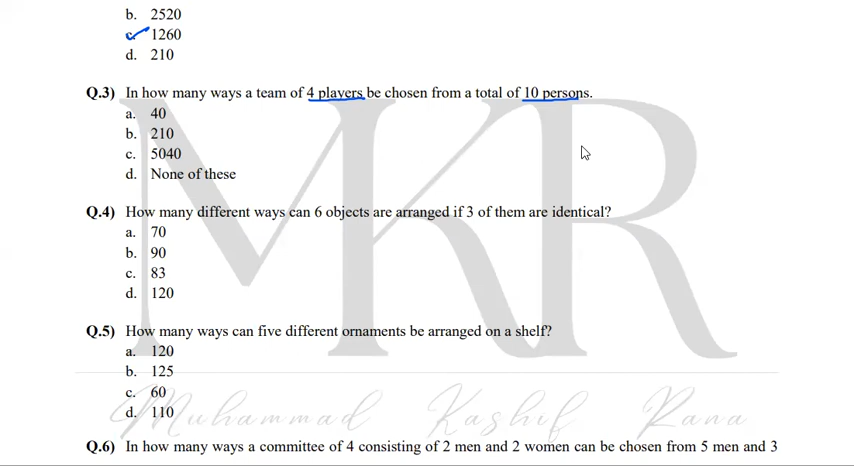 b. 2520
c. 1260
d. 210
Q.3) In how many ways a team of 4 players be chosen from a total of 10 persons.
a. 40
b. 210
c. 5040
d. None of these
Q.4) How many different ways can 6 objects are arranged if 3 of them are identical?
a. 70
b. 90
c. 83
d. 120
Q.5) How many ways can five different ornaments be arranged on a shelf?
a. 120
b. 125
c. 60
d. 110
MKR
Muhammad Kashif Rana
Q.6) In how many ways a committee of 4 consisting of 2 men and 2 women can be chosen from 5 men and 3